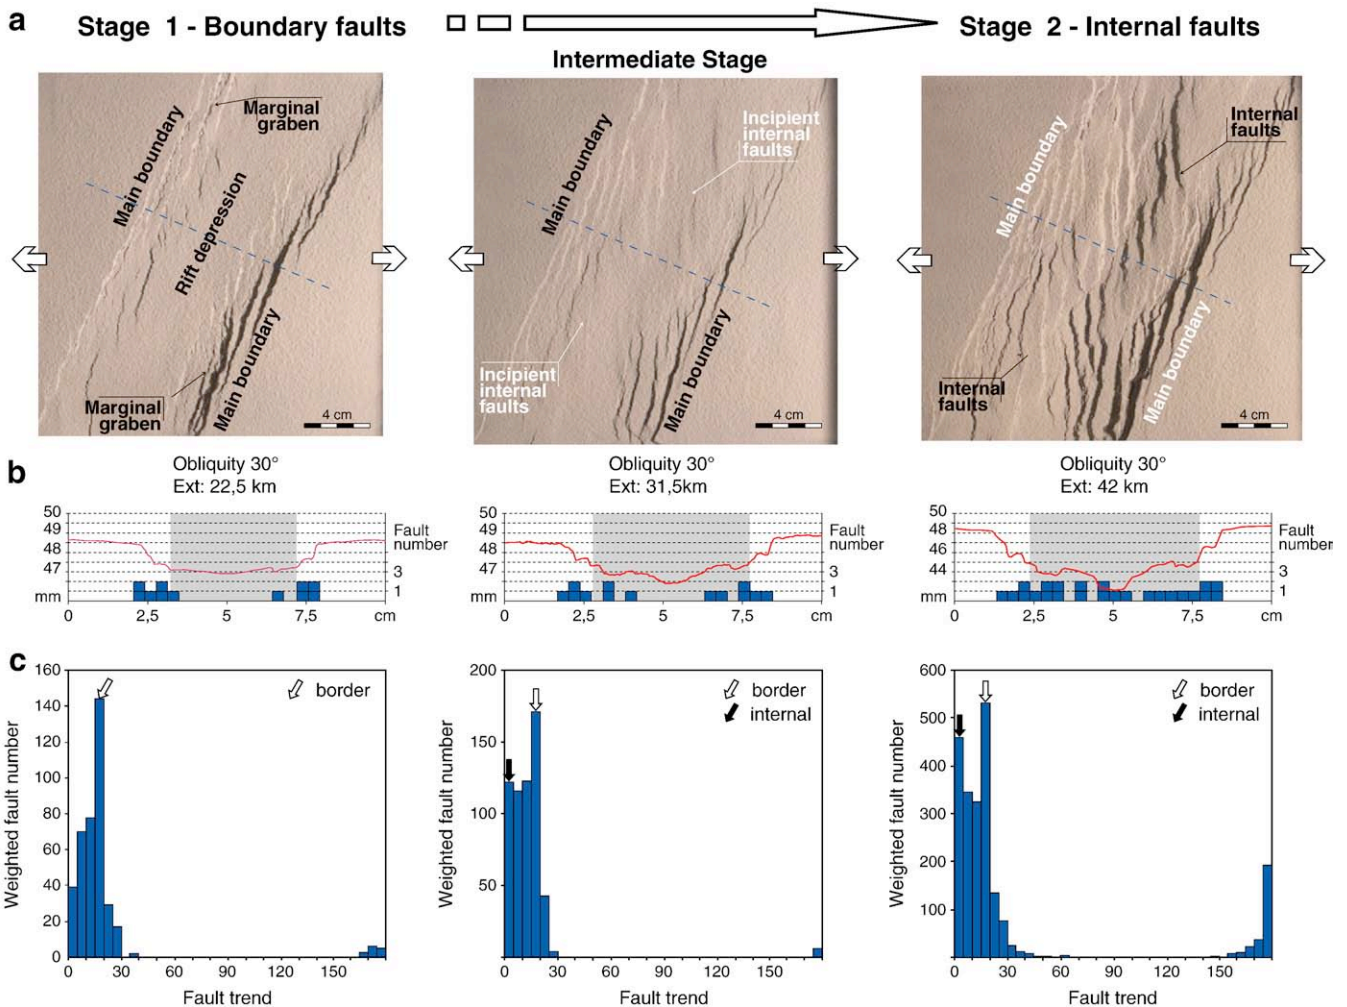 a
Stage 1 - Boundary faults
Stage 2 - Internal faults
Intermediate Stage
Marginal
graben
Main boundary
Rift depression
Marginal
graben
Main boundary
4 cm
Main boundary
Incipient
internal
faults
Incipient
internal
faults
Main boundary
4 cm
Main boundary
Internal
faults
Internal
faults
Main boundary
4 cm
b
Obliquity 30°
Ext: 22,5 km
Obliquity 30°
Ext: 31,5km
Obliquity 30°
Ext: 42 km
50
49
48
47
mm
Fault
number
3
1
0 2,5 5 7,5 cm
50
49
48
47
mm
Fault
number
3
1
0 2,5 5 7,5 cm
50
48
46
44
mm
Fault
number
3
1
0 2,5 5 7,5 cm
c
Weighted fault number
160
140
120
100
80
60
40
20
0
border
0 30 60 90 120 150
Fault trend
Weighted fault number
200
150
100
50
border
internal
0 30 60 90 120 150
Fault trend
Weighted fault number
600
500
400
300
200
100
border
internal
0 30 60 90 120 150
Fault trend